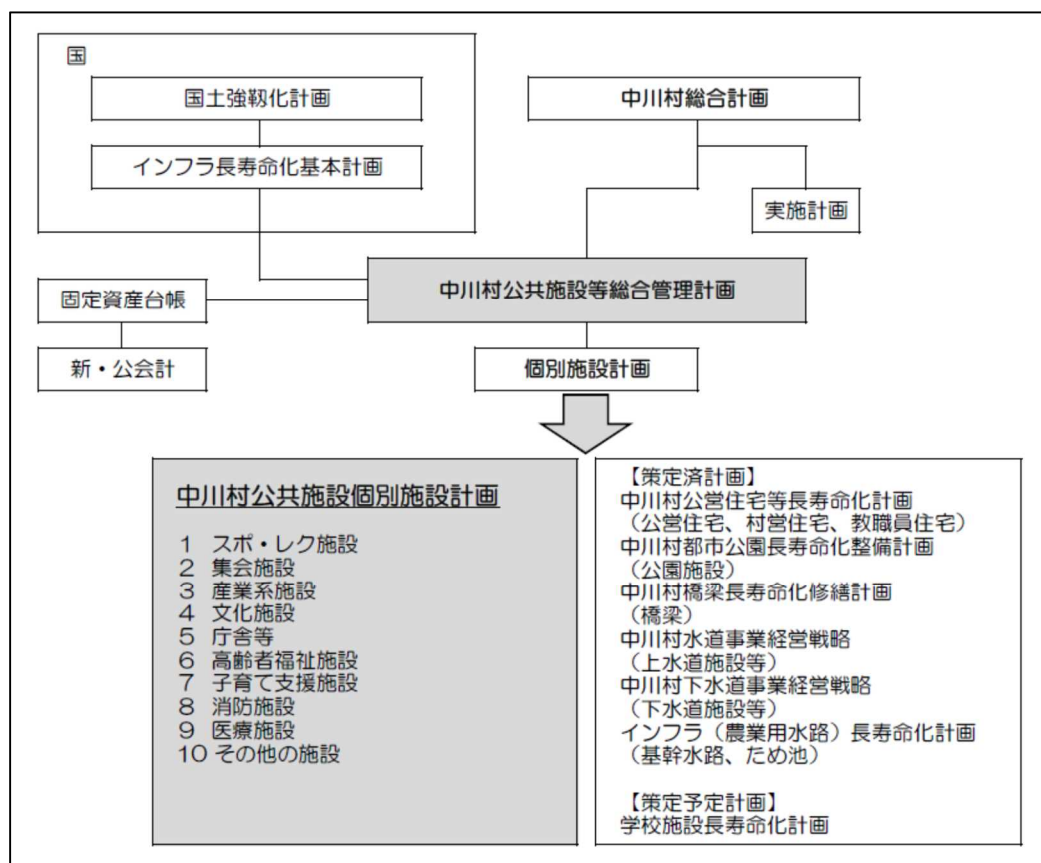 国
国土強靱化計画
インフラ長寿命化基本計画
中川村総合計画
実施計画
中川村公共施設等総合管理計画
固定資産台帳
新・公会計
個別施設計画
中川村公共施設個別施設計画
1 スポ・レク施設
2 集会施設
3 産業系施設
4 文化施設
5 庁舎等
6 高齢者福祉施設
7 子育て支援施設
8 消防施設
9 医療施設
10 その他の施設
【策定済計画】
中川村公営住宅等長寿命化計画
（公営住宅、村営住宅、教職員住宅）
中川村都市公園長寿命化整備計画
（公園施設）
中川村橋梁長寿命化修繕計画
（橋梁）
中川村水道事業経営戦略
（上水道施設等）
中川村下水道事業経営戦略
（下水道施設等）
インフラ（農業用水路）長寿命化計画
（基幹水路、ため池）
【策定予定計画】
学校施設長寿命化計画